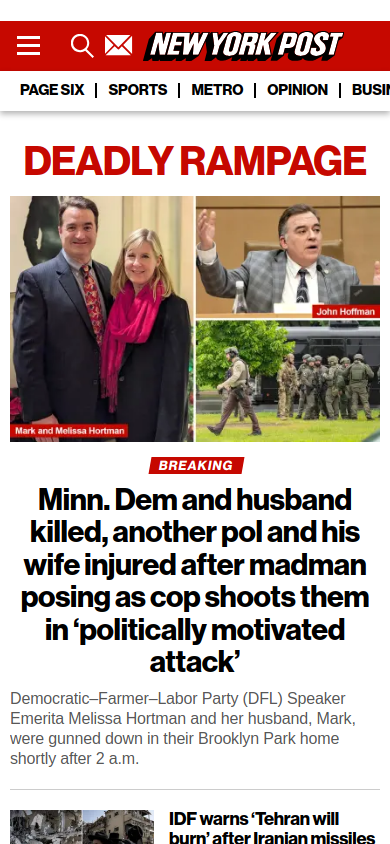 NEW YORK POST
PAGE SIX | SPORTS | METRO | OPINION | BUSIN
DEADLY RAMPAGE
John Hoffman
Mark and Melissa Hortman
BREAKING
Minn. Dem and husband
killed, another pol and his
wife injured after madman
posing as cop shoots them
in ‘politically motivated
attack’
Democratic–Farmer–Labor Party (DFL) Speaker
Emerita Melissa Hortman and her husband, Mark,
were gunned down in their Brooklyn Park home
shortly after 2 a.m.
IDF warns ‘Tehran will
burn’ after Iranian missiles